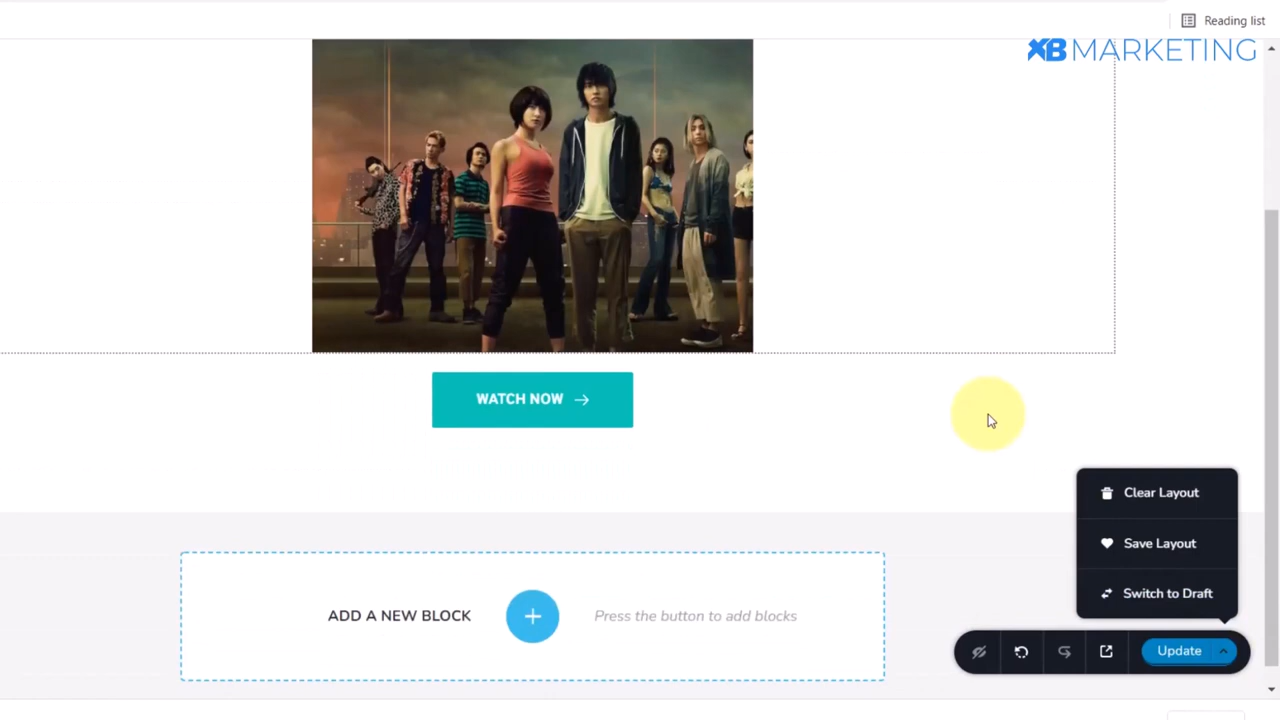 Reading list
XB MARKETING
WATCH NOW
Clear Layout
Save Layout
Switch to Draft
ADD A NEW BLOCK
Press the button to add blocks
Update